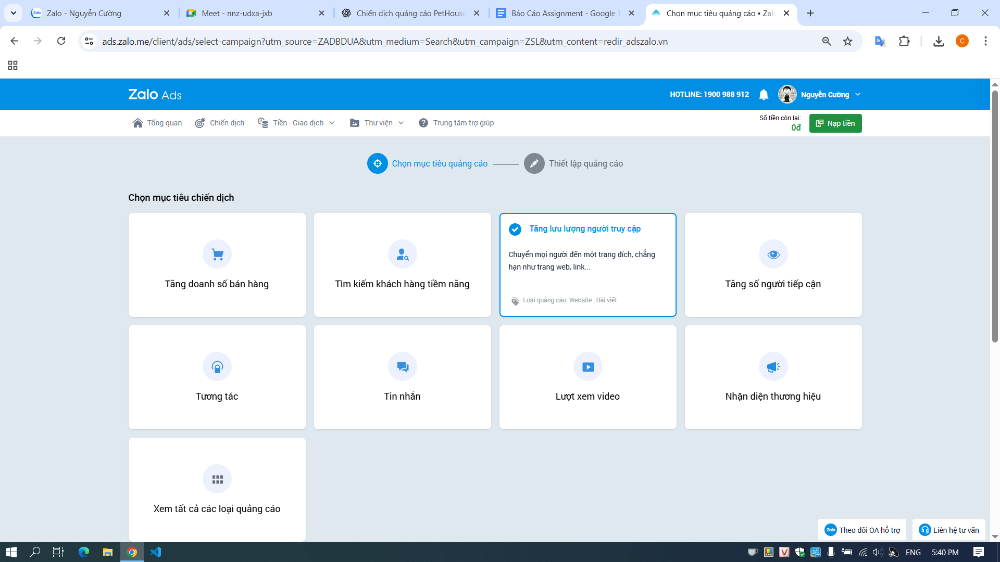 Zalo - Nguyễn Cường
Meet - nnz-udxa-jxb
Chiến dịch quảng cáo PetHouse
Báo Cáo Assignment - Google T
Chọn mục tiêu quảng cáo • Zalo
ads.zalo.me/client/ads/select-campaign?utm_source=ZADBDUA&utm_medium=Search&utm_campaign=ZSL&utm_content=redir_adszalo.vn
C
Zalo Ads
HOTLINE: 1900 988 912
Nguyễn Cường
Tổng quan
Chiến dịch
Tiền - Giao dịch
Thư viện
Trung tâm trợ giúp
Số tiền còn lại:
0đ
Nạp tiền
Chọn mục tiêu quảng cáo
Thiết lập quảng cáo
Chọn mục tiêu chiến dịch
Tăng doanh số bán hàng
Tìm kiếm khách hàng tiềm năng
Tăng lưu lượng người truy cập
Chuyển mọi người đến một trang đích, chẳng
hạn như trang web, link...
Loại quảng cáo: Website , Bài viết
Tăng số người tiếp cận
Tương tác
Tin nhắn
Lượt xem video
Nhận diện thương hiệu
Xem tất cả các loại quảng cáo
Zalo
Theo dõi OA hỗ trợ
Liên hệ tư vấn
ENG
5:40 PM